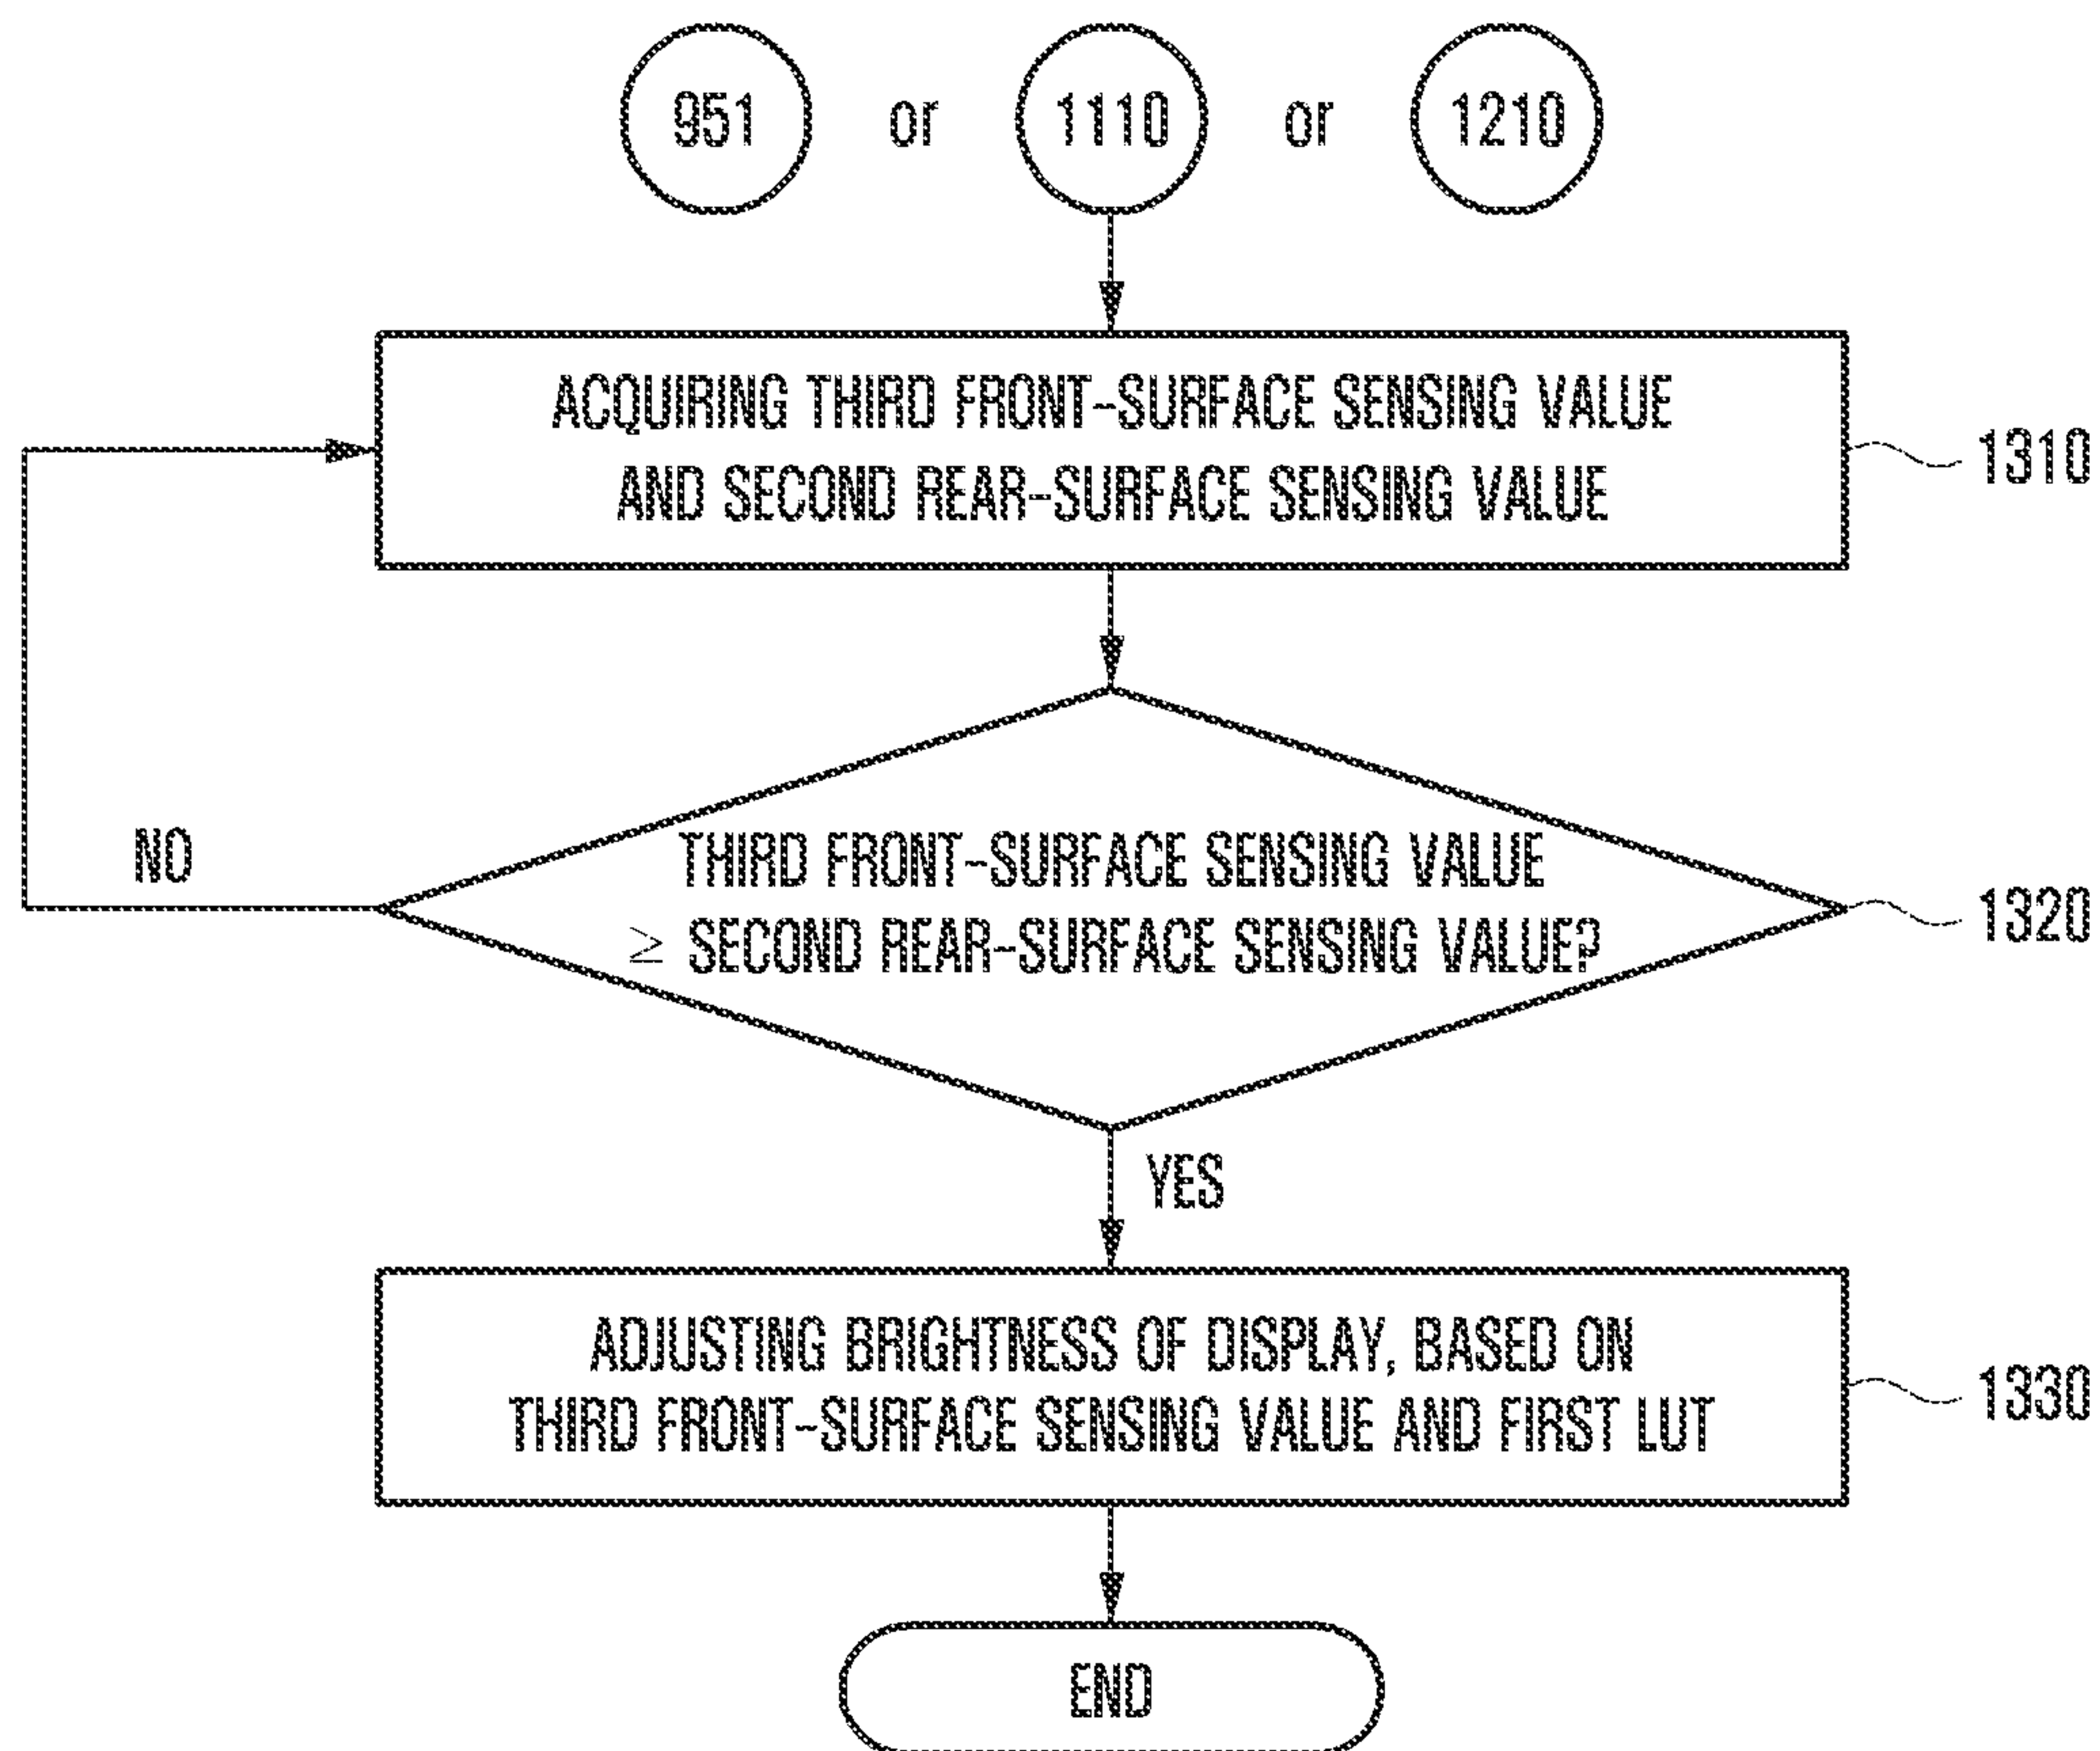 951 or 1110 or 1210
ACQUIRING THIRD FRONT-SURFACE SENSING VALUE
AND SECOND REAR-SURFACE SENSING VALUE
1310
NO
THIRD FRONT-SURFACE SENSING VALUE
≥ SECOND REAR-SURFACE SENSING VALUE?
1320
YES
ADJUSTING BRIGHTNESS OF DISPLAY, BASED ON
THIRD FRONT-SURFACE SENSING VALUE AND FIRST LUT
1330
END